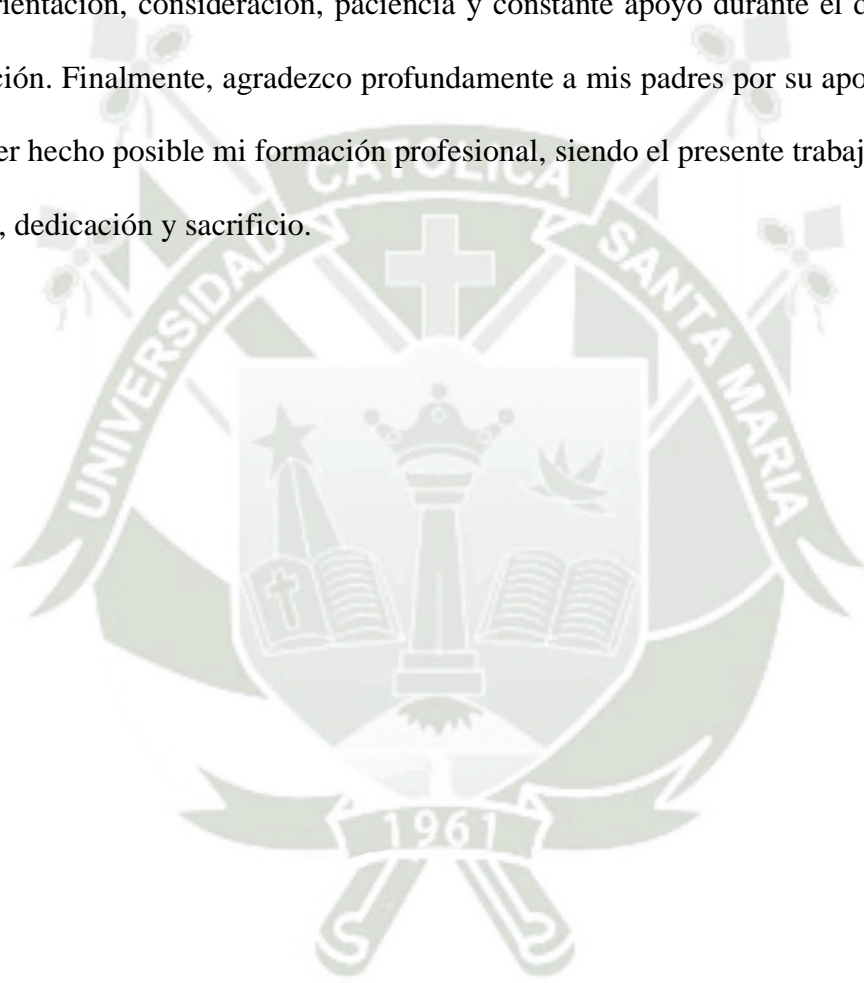 rientación, consideración, paciencia y constante apoyo durante el
ción. Finalmente, agradezco profundamente a mis padres por su apo
er hecho posible mi formación profesional, siendo el presente trabaj
, dedicación y sacrificio.
CATOLICA
UNIVERSIDAD
SANTA MARIA
1961